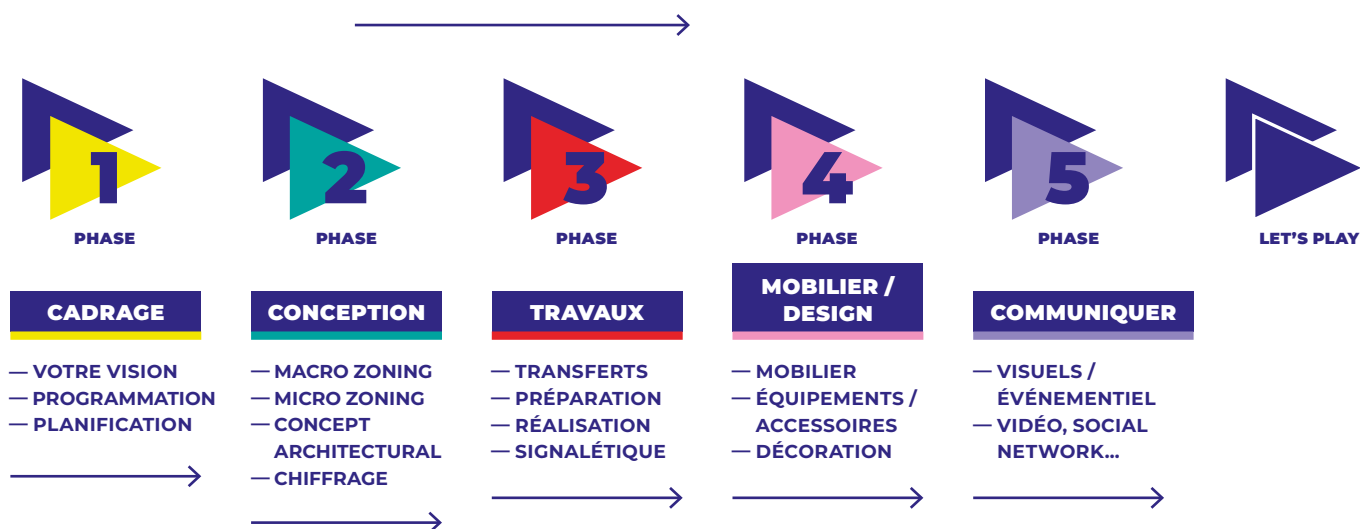 1
PHASE
CADRAGE
— VOTRE VISION
— PROGRAMMATION
— PLANIFICATION
2
PHASE
CONCEPTION
— MACRO ZONING
— MICRO ZONING
— CONCEPT
ARCHITECTURAL
— CHIFFRAGE
3
PHASE
TRAVAUX
— TRANSFERTS
— PRÉPARATION
— RÉALISATION
— SIGNALÉTIQUE
4
PHASE
MOBILIER /
DESIGN
— MOBILIER
— ÉQUIPEMENTS /
ACCESSOIRES
— DÉCORATION
5
PHASE
COMMUNIQUER
— VISUELS /
ÉVÉNEMENTIEL
— VIDÉO, SOCIAL
NETWORK...
LET'S PLAY